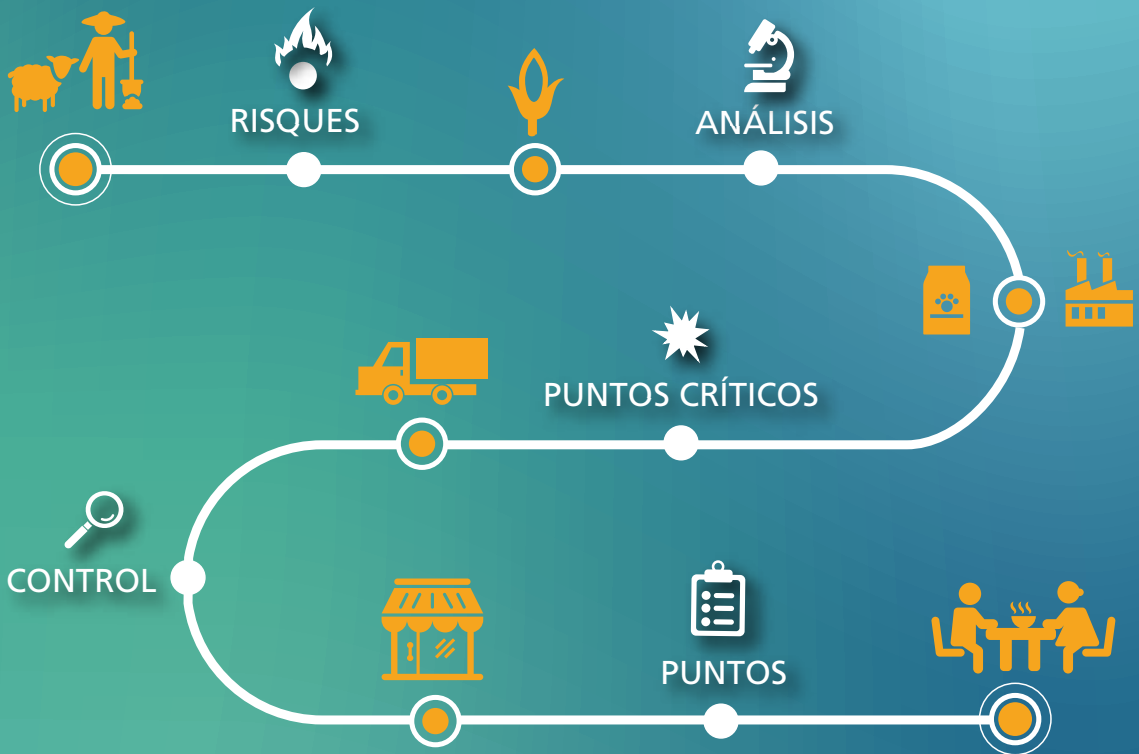 RISQUES
ANÁLISIS
PUNTOS CRÍTICOS
CONTROL
PUNTOS